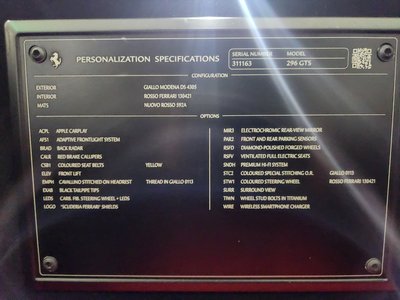 PERSONALIZATION SPECIFICATIONS
SERIAL NUMBER MODEL
311163 296 GTS
CONFIGURATION
EXTERIOR GIALLO MODENA DS 4305
INTERIOR ROSSO FERRARI 130421
MATS NUOVO ROSSO 592A
OPTIONS
ACPL APPLE CARPLAY
AFS1 ADAPTIVE FRONTLIGHT SYSTEM
BRAD BACK RADAR
CALR RED BRAKE CALLIPERS
CSB1 COLOURED SEAT BELTS YELLOW
ELEV FRONT LIFT
EMPH CAVALLINO STITCHED ON HEADREST THREAD IN GIALLO 0113
EXAB BLACK TAILPIPE TIPS
LEDS CARB. FIB. STEERING WHEEL + LEDS
LOGO "SCUDERIA FERRARI" SHIELDS
MIR3 ELECTROCHROMIC REAR-VIEW MIRROR
PAR2 FRONT AND REAR PARKING SENSORS
RSFD DIAMOND-POLISHED FORGED WHEELS
RSFV VENTILATED FULL ELECTRIC SEATS
SNDH PREMIUM HI-FI SYSTEM
STC2 COLOURED SPECIAL STITCHING O.R. GIALLO 0113
STW1 COLOURED STEERING WHEEL ROSSO FERRARI 130421
SURR SURROUND VIEW
TIWN WHEEL STUD BOLTS IN TITANIUM
WIRE WIRELESS SMARTPHONE CHARGER